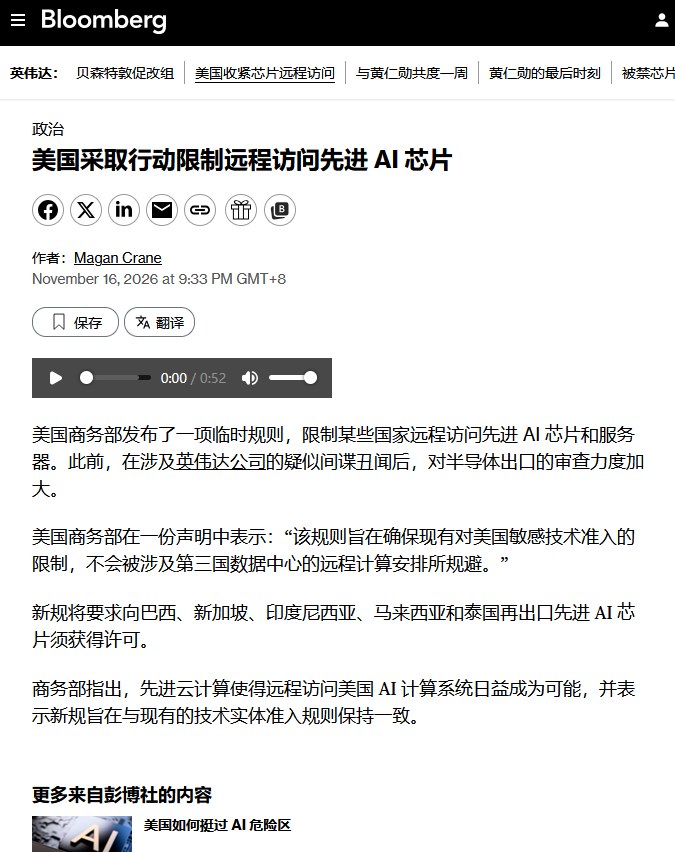 Bloomberg
英伟达： 贝森特敦促改组 美国收紧芯片远程访问 与黄仁勋共度一周 黄仁勋的最后时刻 被禁芯片
政治
美国采取行动限制远程访问先进 AI 芯片
作者：Magan Crane
November 16, 2026 at 9:33 PM GMT+8
保存 翻译
0:00 / 0:52
美国商务部发布了一项临时规则，限制某些国家远程访问先进 AI 芯片和服务
器。此前，在涉及英伟达公司的疑似间谍丑闻后，对半导体出口的审查力度加
大。
美国商务部在一份声明中表示：“该规则旨在确保现有对美国敏感技术准入的
限制，不会被涉及第三国数据中心的远程计算安排所规避。”
新规将要求向巴西、新加坡、印度尼西亚、马来西亚和泰国再出口先进 AI 芯
片须获得许可。
商务部指出，先进云计算使得远程访问美国 AI 计算系统日益成为可能，并表
示新规旨在与现有的技术实体准入规则保持一致。
更多来自彭博社的内容
美国如何挺过 AI 危险区
AI